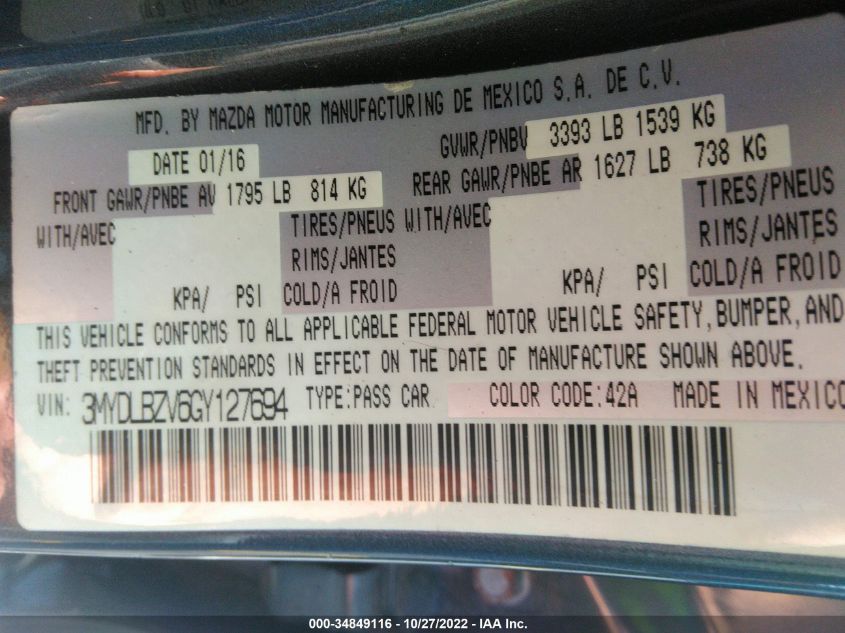 MFD. BY MAZDA MOTOR MANUFACTURING DE MEXICO S.A. DE C.V.
DATE 01/16 GVWR/PNBV 3393 LB 1539 KG
FRONT GAWR/PNBE AV 1795 LB 814 KG REAR GAWR/PNBE AR 1627 LB 738 KG
WITH/AVEC TIRES/PNEUS WITH/AVEC TIRES/PNEUS
RIMS/JANTES RIMS/JANTES
KPA/ PSI COLD/A FROID KPA/ PSI COLD/A FROID
THIS VEHICLE CONFORMS TO ALL APPLICABLE FEDERAL MOTOR VEHICLE SAFETY, BUMPER, AND
THEFT PREVENTION STANDARDS IN EFFECT ON THE DATE OF MANUFACTURE SHOWN ABOVE.
VIN: 3MYDLBZV6GY127694 TYPE: PASS CAR COLOR CODE: 42A MADE IN MEXICO
000-34849116 - 10/27/2022 - IAA Inc.